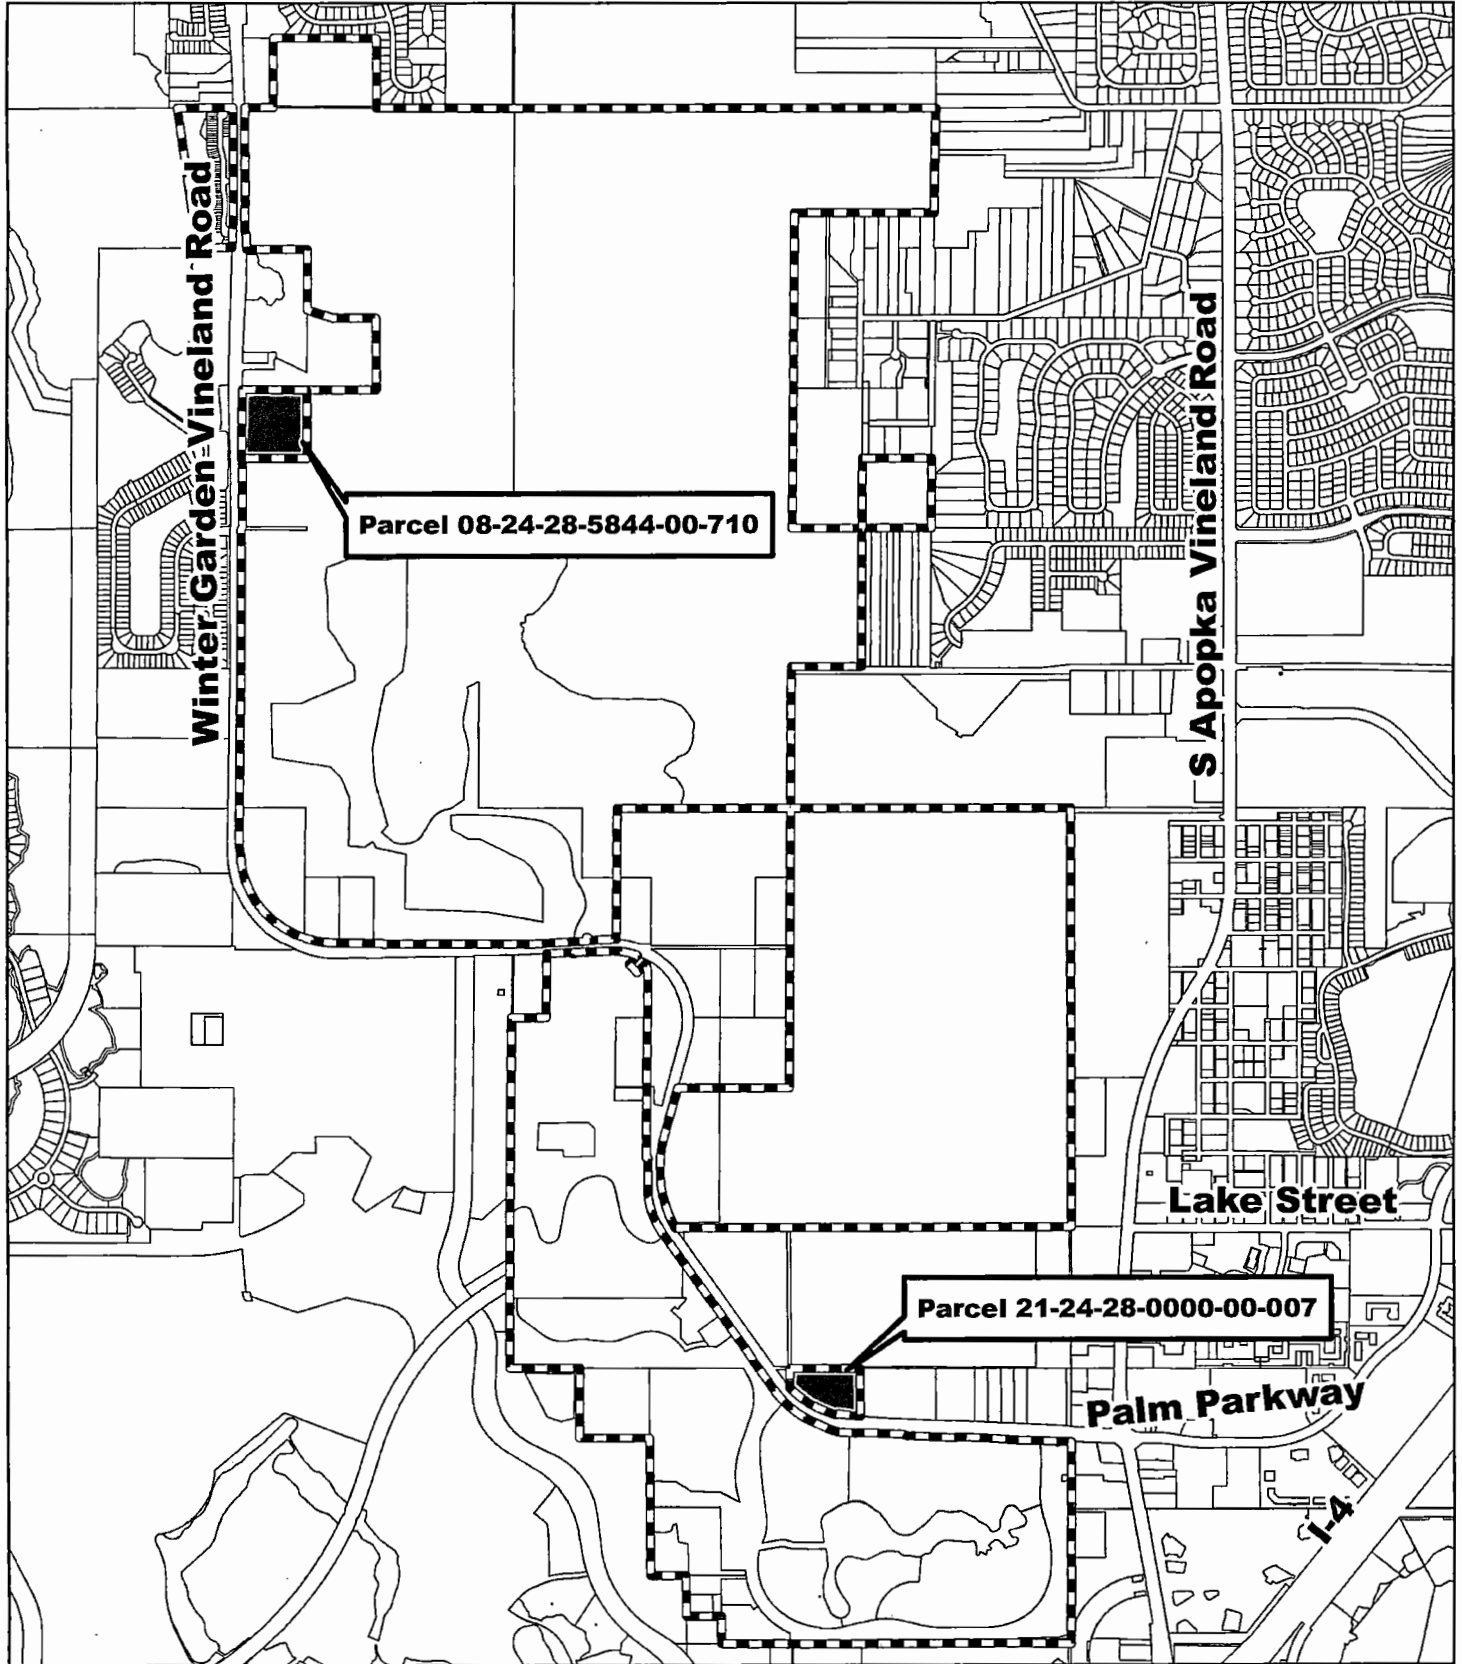 Winter Garden Vineland Road
S Apopka Vineland Road
Parcel 08-24-28-5844-00-710
Lake Street
Parcel 21-24-28-0000-00-007
Palm Parkway
I-4